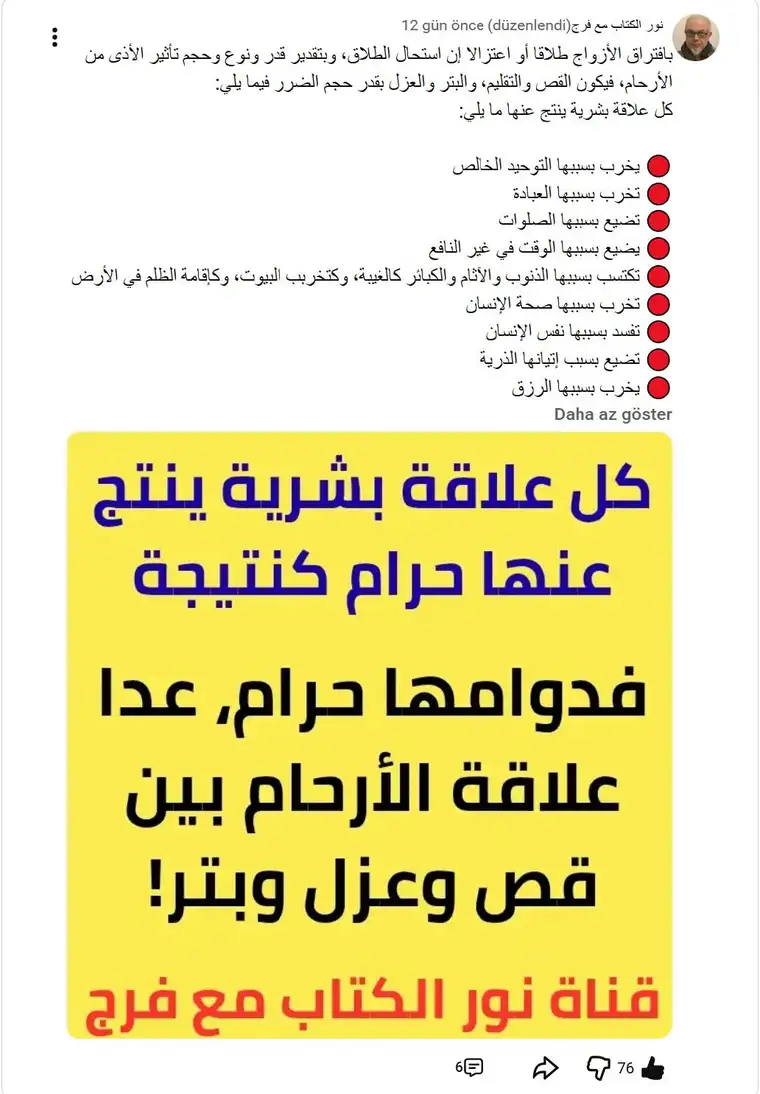 نور الكتاب مع فرج 12 gün önce (düzenlendi)
بافتراق الأزواج طلاقا أو اعتزالا إن استحال الطلاق، وبتقدير قدر ونوع وحجم تأثير الأذى من
الأرحام، فيكون القص والتقليم، والبتر والعزل بقدر حجم الضرر فيما يلي:
كل علاقة بشرية ينتج عنها ما يلي:
🔴 يخرب بسببها التوحيد الخالص
🔴 تخرب بسببها العبادة
🔴 تضيع بسببها الصلوات
🔴 يضيع بسببها الوقت في غير النافع
🔴 تكتسب بسببها الذنوب والآثام والكبائر كالغيبة، وكتخريب البيوت، وكإقامة الظلم في الأرض
🔴 تخرب بسببها صحة الإنسان
🔴 تفسد بسببها نفس الإنسان
🔴 تضيع بسبب إتيانها الذرية
🔴 يخرب بسببها الرزق
Daha az göster
كل علاقة بشرية ينتج
عنها حرام كنتيجة
فدوامها حرام، عدا
علاقة الأرحام بين
قص وعزل وبتر!
قناة نور الكتاب مع فرج
76
6